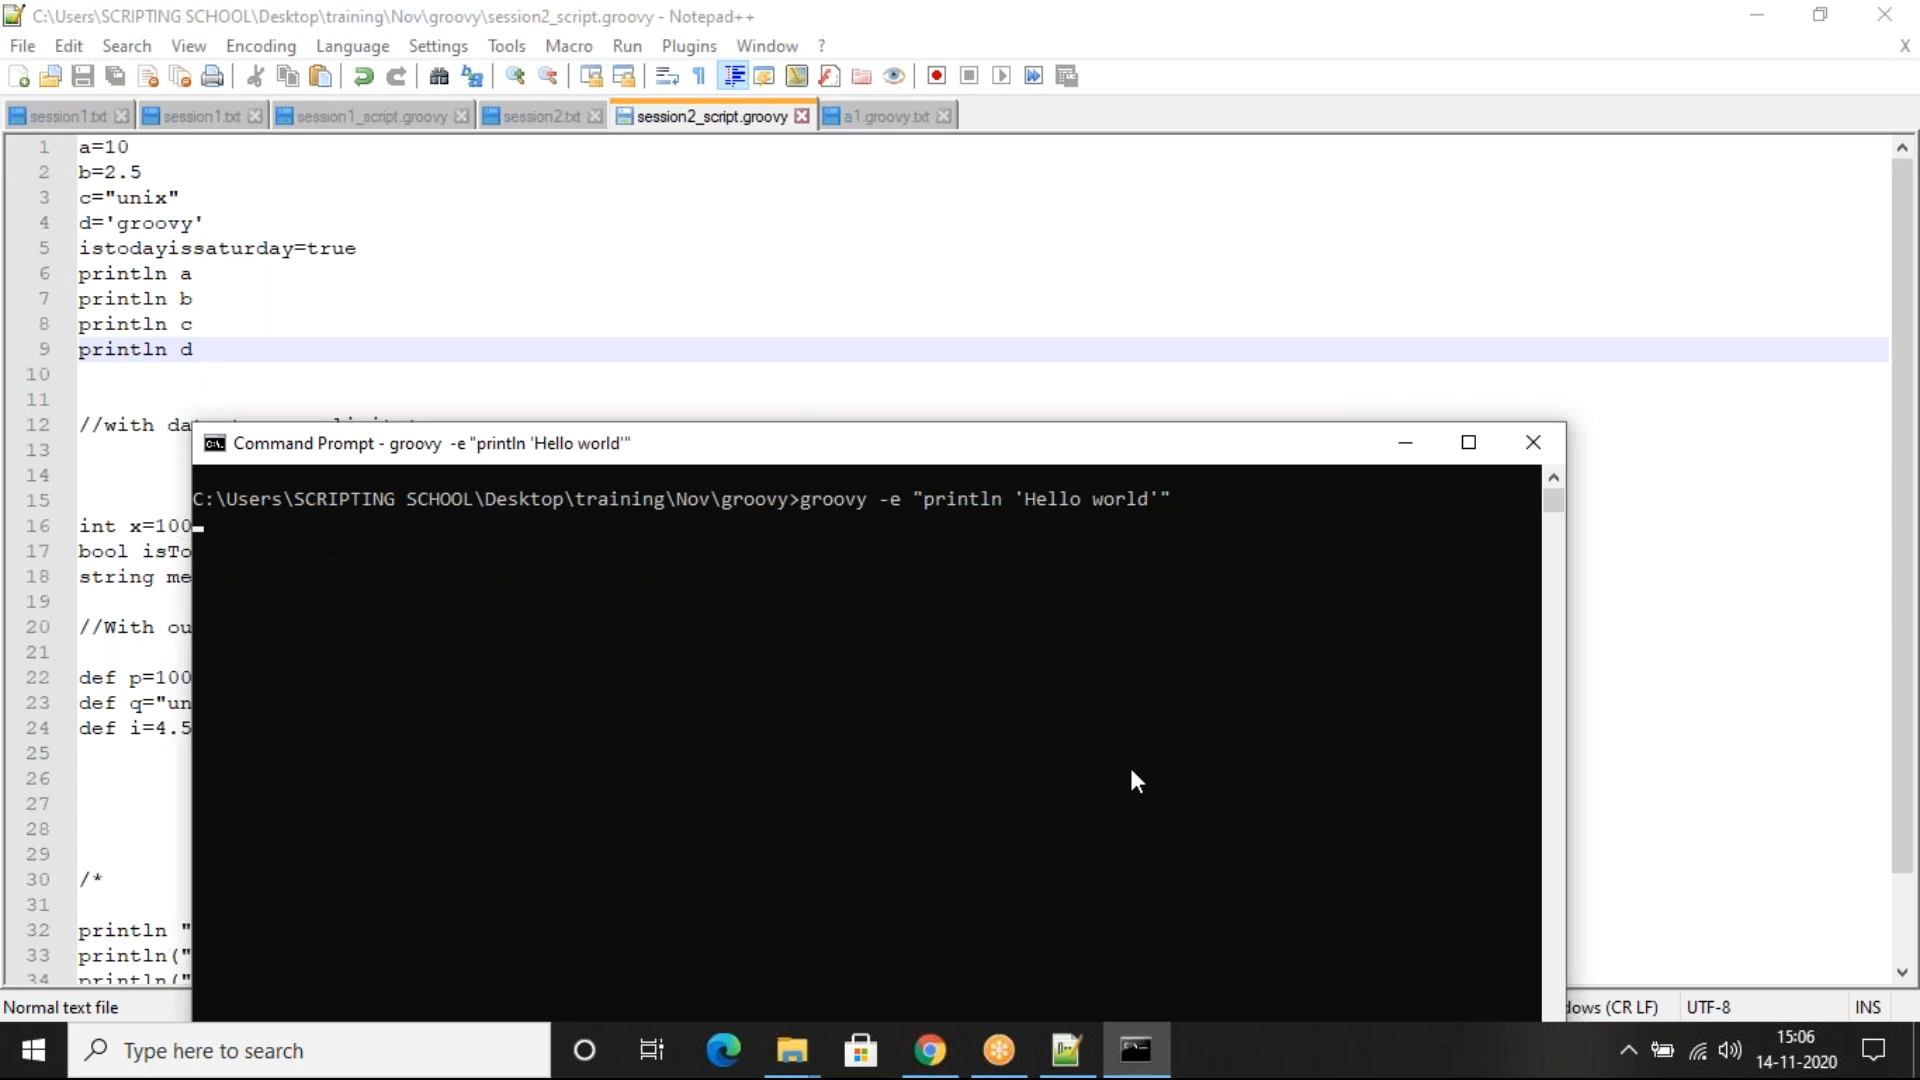 C:\Users\SCRIPTING SCHOOL\Desktop\training\Nov\groovy\session2_script.groovy - Notepad++
File Edit Search View Encoding Language Settings Tools Macro Run Plugins Window ? X
session1.txt session1.txt session1_script.groovy session2.txt session2_script.groovy a1.groovy.txt
1 a=10
2 b=2.5
3 c="unix"
4 d='groovy'
5 istodayissaturday=true
6 println a
7 println b
8 println c
9 println d
10
11
12 //with da
13
14
15
16 int x=100
17 bool isTo
18 string me
19
20 //With ou
21
22 def p=100
23 def q="un
24 def i=4.5
25
26
27
28
29
30 /*
31
32 println "
33 println("
34 println("
Command Prompt - groovy -e "println 'Hello world'"
C:\Users\SCRIPTING SCHOOL\Desktop\training\Nov\groovy>groovy -e "println 'Hello world'"
Normal text file dows (CR LF) UTF-8 INS
Type here to search
15:06
14-11-2020